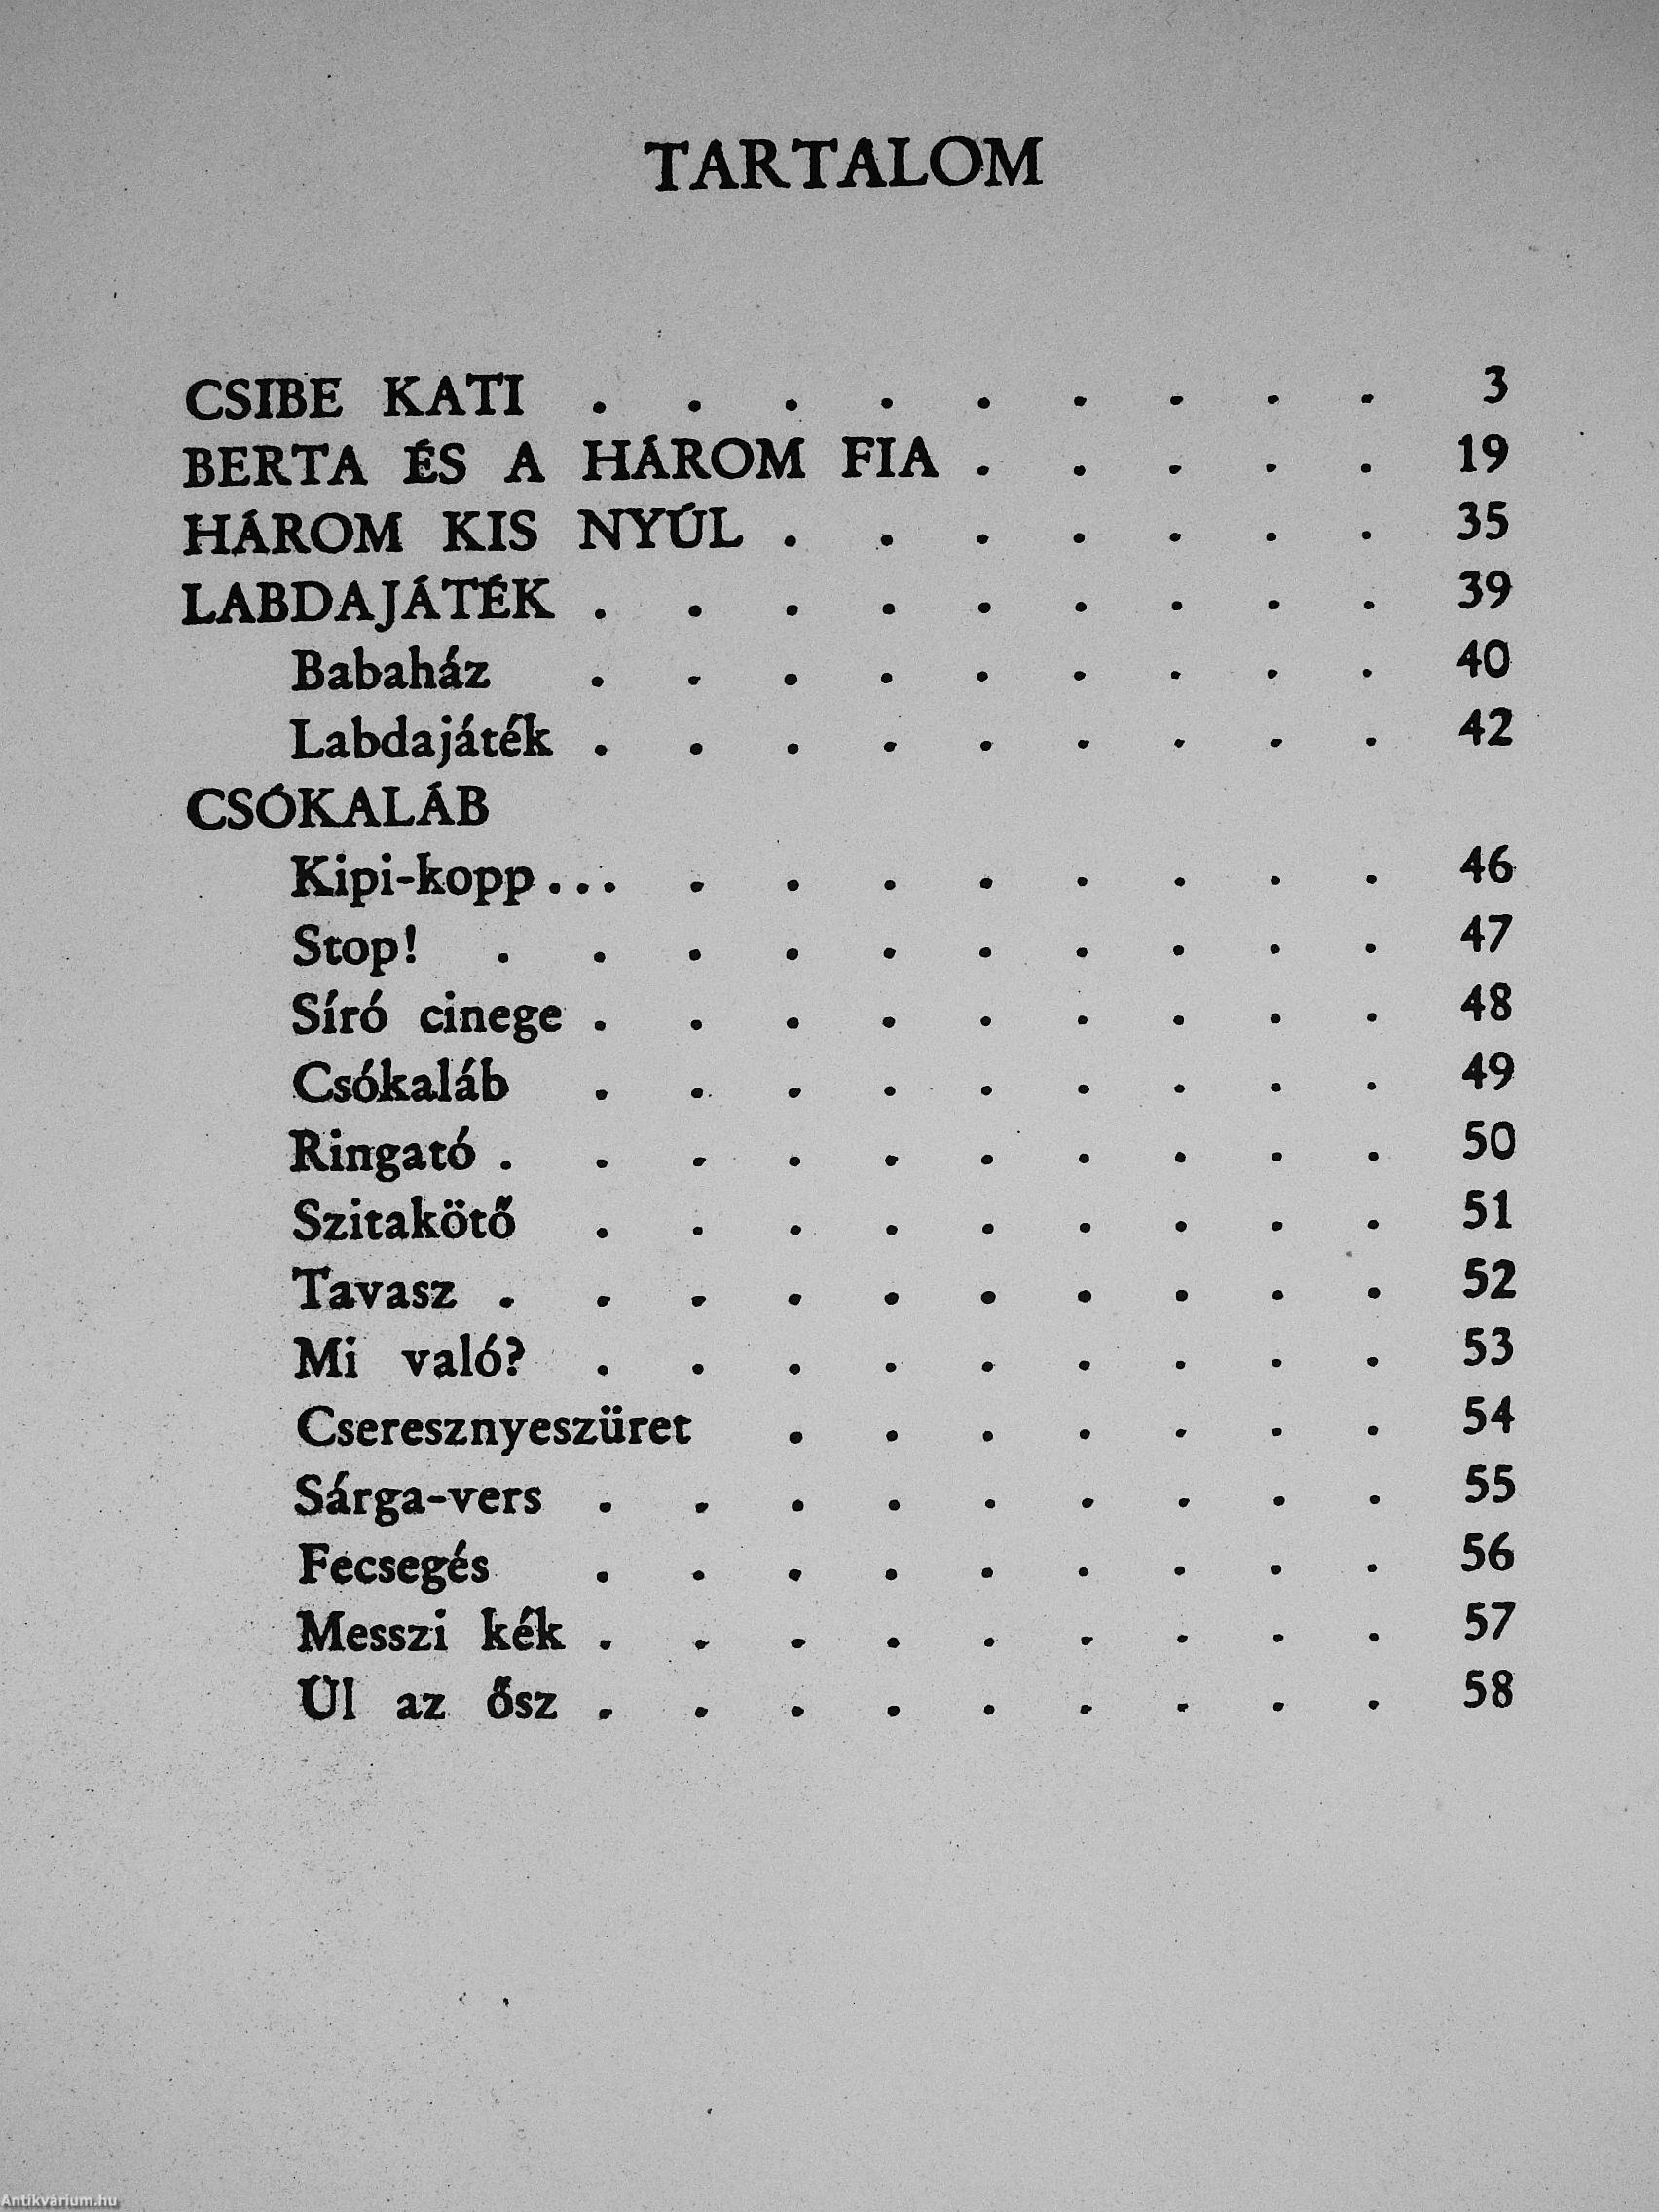 TARTALOM
CSIBE KATI . . . . . . . . . 3
BERTA ÉS A HÁROM FIA . . . . . 19
HÁROM KIS NYÚL . . . . . . . 35
LABDAJÁTÉK . . . . . . . . . 39
Babaház . . . . . . . . . 40
Labdajáték . . . . . . . . . 42
CSÓKALÁB
Kipi-kopp... . . . . . . . . 46
Stop! . . . . . . . . . . 47
Síró cinege . . . . . . . . . 48
Csókaláb . . . . . . . . . 49
Ringató . . . . . . . . . . 50
Szitakötő . . . . . . . . . 51
Tavasz . . . . . . . . . . 52
Mi való? . . . . . . . . . 53
Cseresznyeszüret . . . . . . . 54
Sárga-vers . . . . . . . . . 55
Fecsegés . . . . . . . . . 56
Messzi kék . . . . . . . . . 57
Ül az ősz . . . . . . . . . 58
Antikvárium.hu